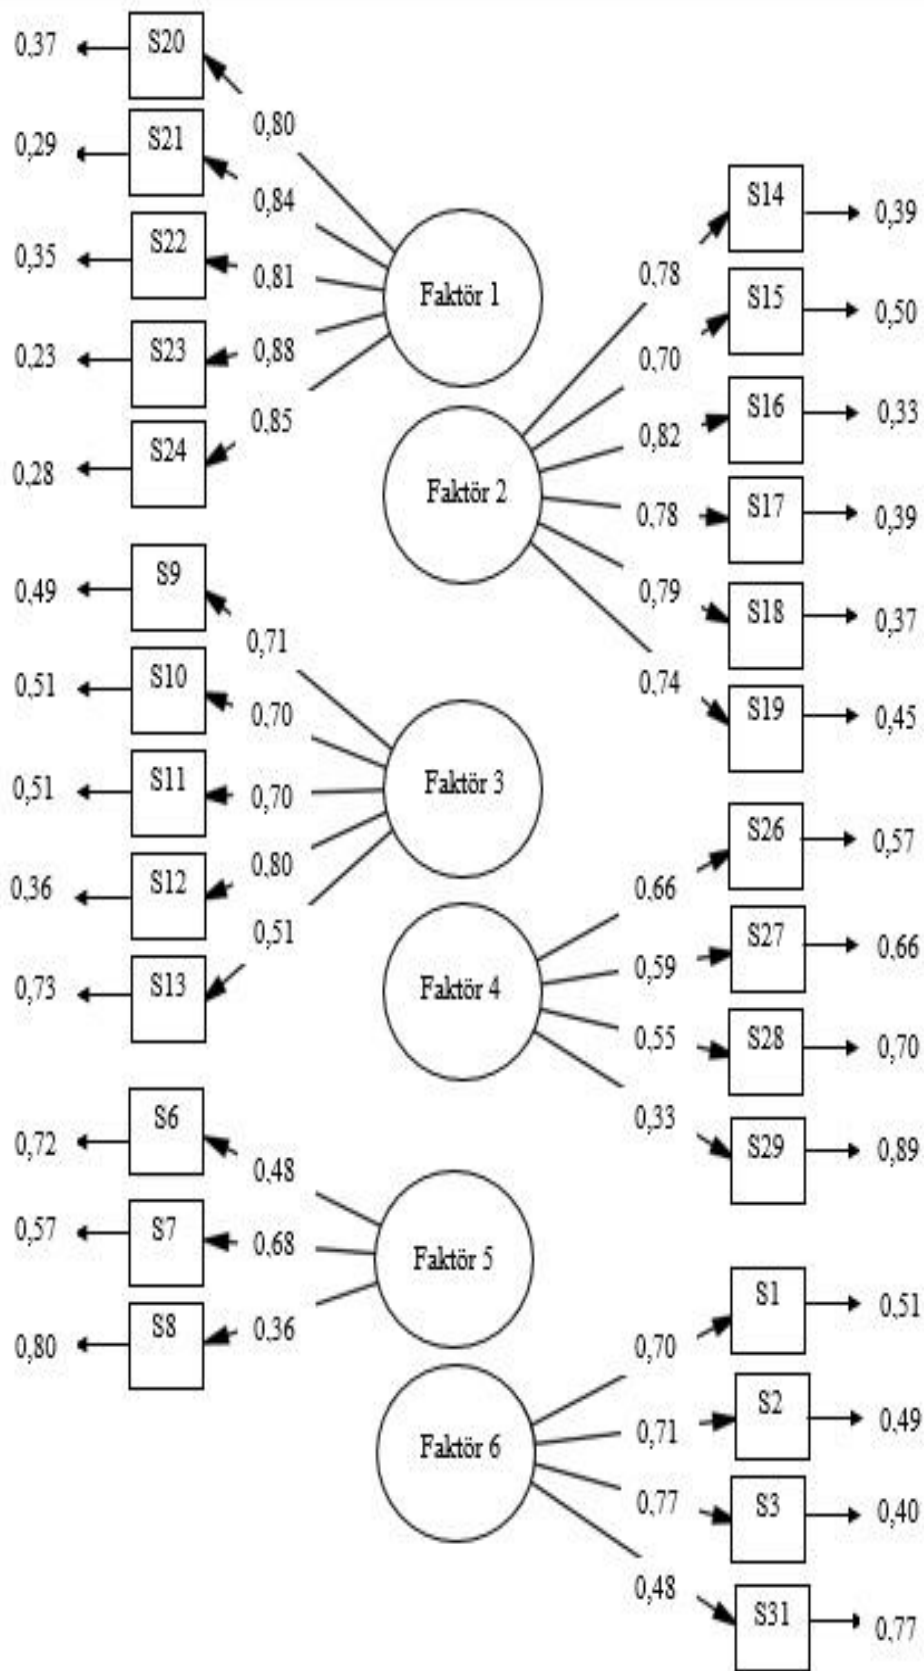 0,37
S20
0,80
0,29
S21
0,84
0,35
S22
0,81
0,23
S23
0,88
0,28
S24
0,85
Faktör 1
S14
0,39
0,78
S15
0,50
0,70
S16
0,33
0,82
Faktör 2
S17
0,39
0,78
S18
0,37
0,79
S19
0,45
0,74
0,49
S9
0,71
0,51
S10
0,70
0,51
S11
0,70
0,36
S12
0,80
0,73
S13
0,51
Faktör 3
S26
0,57
0.66
S27
0,66
0,59
Faktör 4
S28
0,70
0,55
S29
0,89
0,33
0,72
S6
0,48
0,57
S7
0,68
0,80
S8
0,36
Faktör 5
S1
0,51
0,70
S2
0,49
0,71
Faktör 6
S3
0,40
0,77
S31
0,77
0,48